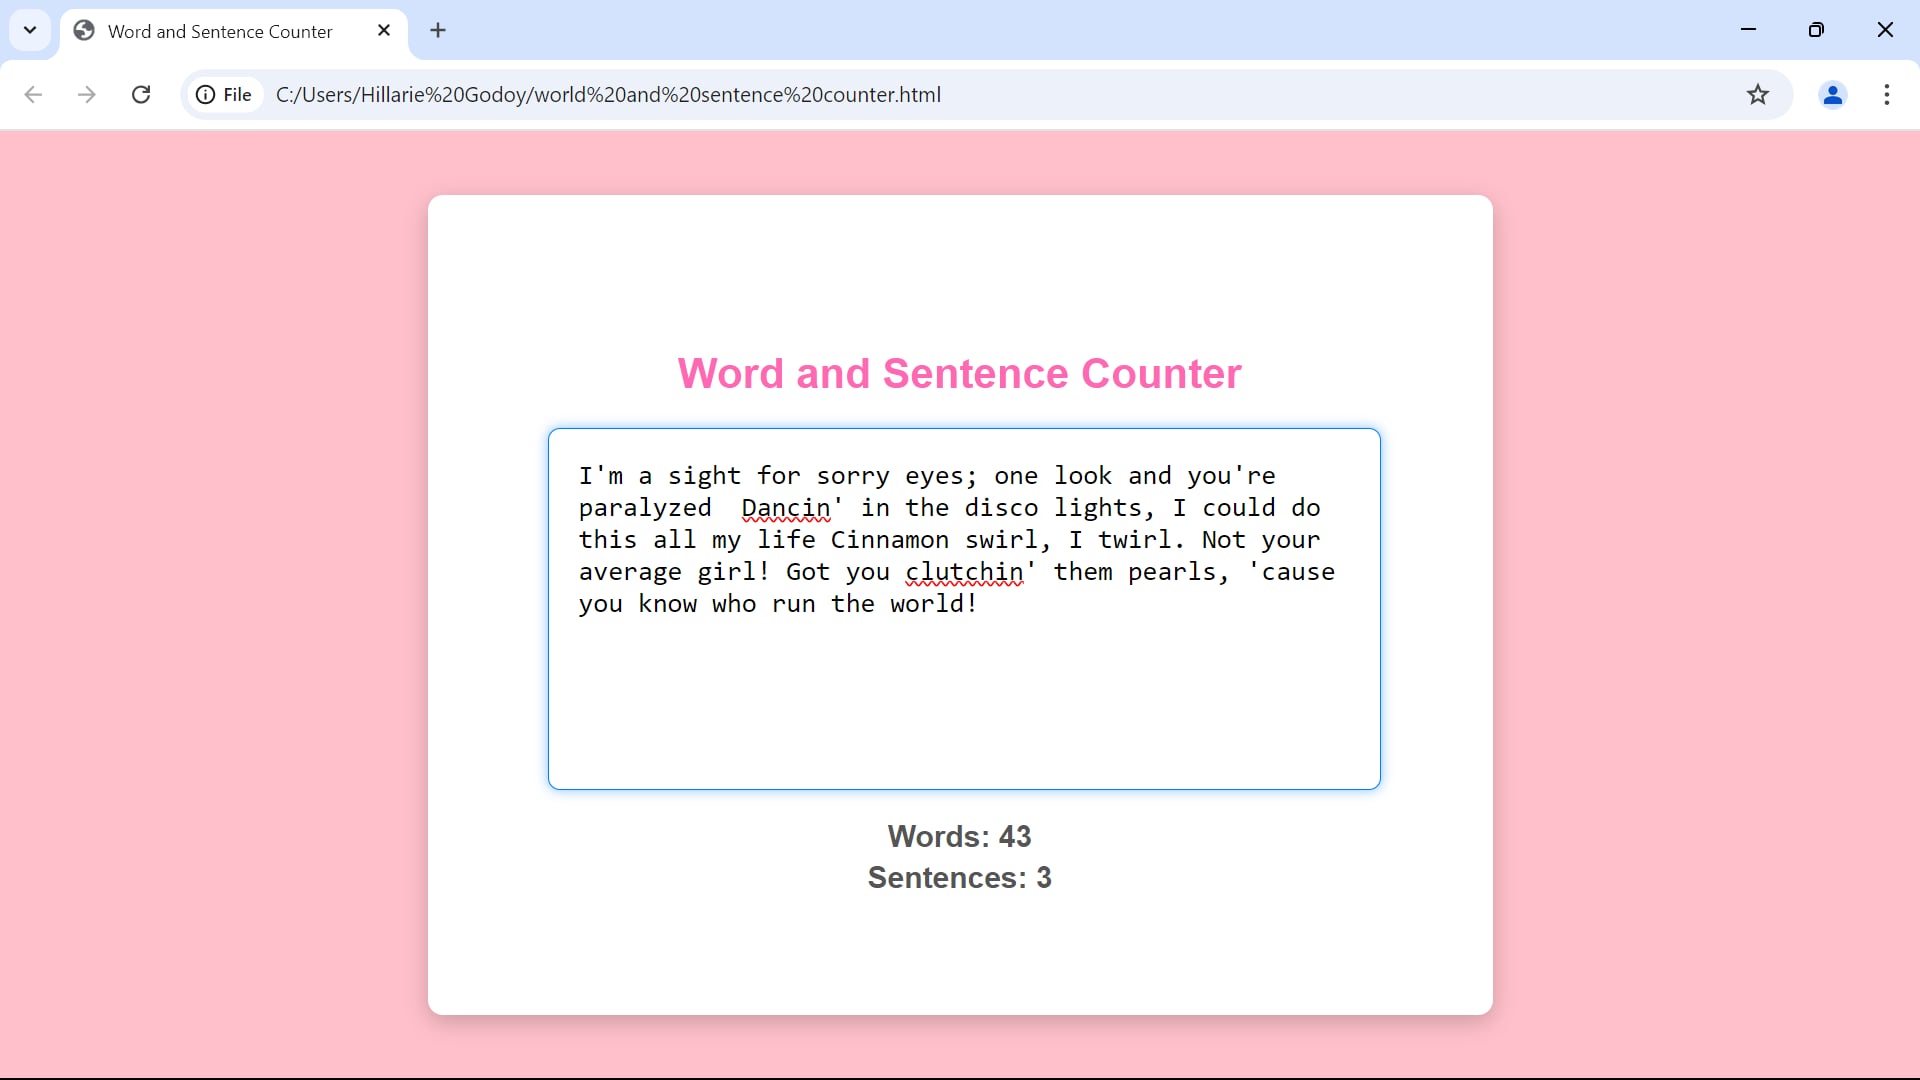 Word and Sentence Counter
File C:/Users/Hillarie%20Godoy/world%20and%20sentence%20counter.html
Word and Sentence Counter
I'm a sight for sorry eyes; one look and you're
paralyzed  Dancin' in the disco lights, I could do
this all my life Cinnamon swirl, I twirl. Not your
average girl! Got you clutchin' them pearls, 'cause
you know who run the world!
Words: 43
Sentences: 3